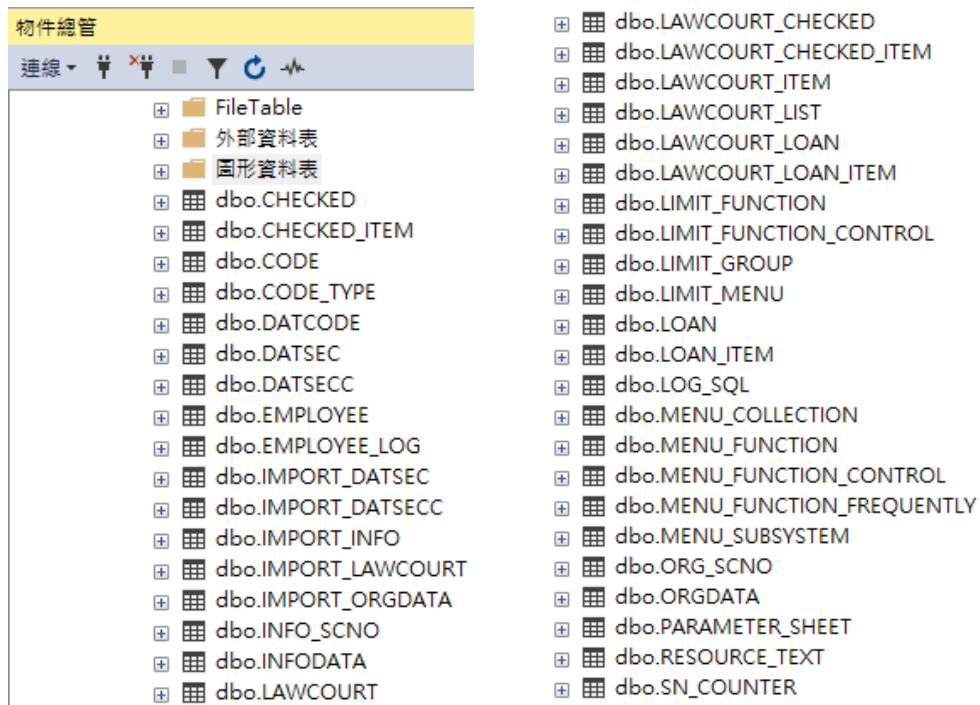 物件總管
連線
FileTable
外部資料表
圖形資料表
dbo.CHECKED
dbo.CHECKED_ITEM
dbo.CODE
dbo.CODE_TYPE
dbo.DATCODE
dbo.DATSEC
dbo.DATSECC
dbo.EMPLOYEE
dbo.EMPLOYEE_LOG
dbo.IMPORT_DATSEC
dbo.IMPORT_DATSECC
dbo.IMPORT_INFO
dbo.IMPORT_LAWCOURT
dbo.IMPORT_ORGDATA
dbo.INFO_SCNO
dbo.INFODATA
dbo.LAWCOURT
dbo.LAWCOURT_CHECKED
dbo.LAWCOURT_CHECKED_ITEM
dbo.LAWCOURT_ITEM
dbo.LAWCOURT_LIST
dbo.LAWCOURT_LOAN
dbo.LAWCOURT_LOAN_ITEM
dbo.LIMIT_FUNCTION
dbo.LIMIT_FUNCTION_CONTROL
dbo.LIMIT_GROUP
dbo.LIMIT_MENU
dbo.LOAN
dbo.LOAN_ITEM
dbo.LOG_SQL
dbo.MENU_COLLECTION
dbo.MENU_FUNCTION
dbo.MENU_FUNCTION_CONTROL
dbo.MENU_FUNCTION_FREQUENTLY
dbo.MENU_SUBSYSTEM
dbo.ORG_SCNO
dbo.ORGDATA
dbo.PARAMETER_SHEET
dbo.RESOURCE_TEXT
dbo.SN_COUNTER